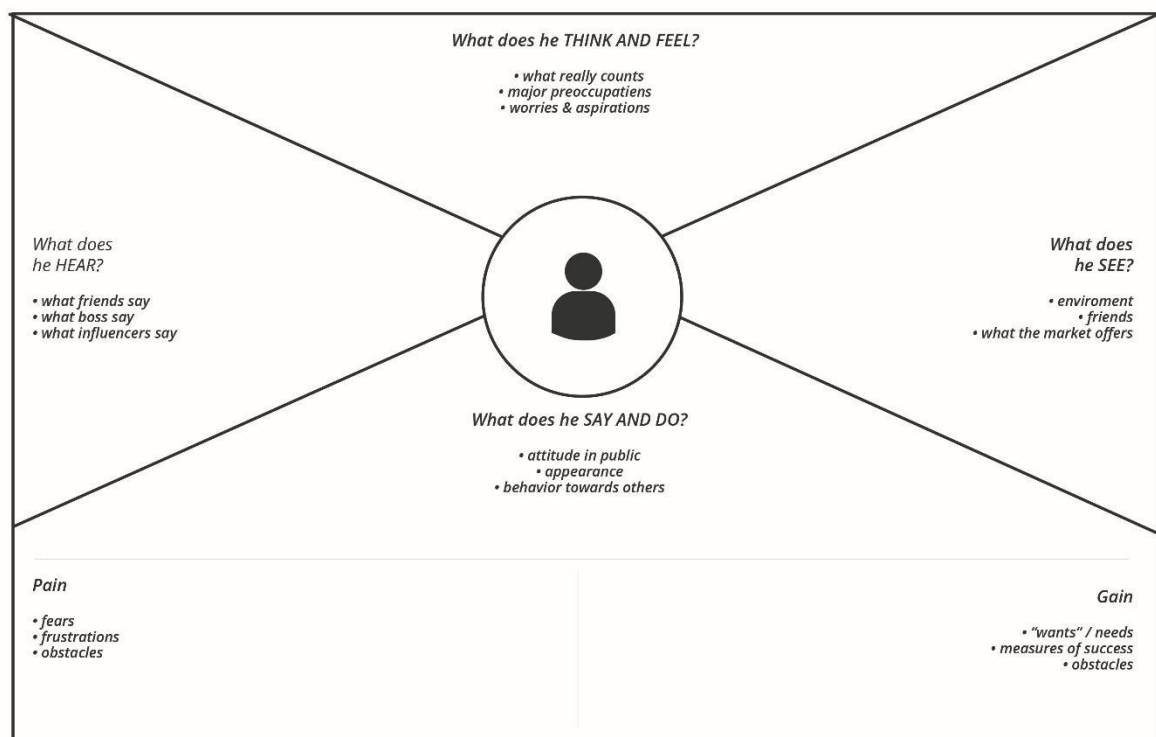 What does he THINK AND FEEL?
• what really counts
• major preoccupatiens
• worries & aspirations
What does
he HEAR?
• what friends say
• what boss say
• what influencers say
What does
he SEE?
• enviroment
• friends
• what the market offers
What does he SAY AND DO?
• attitude in public
• appearance
• behavior towards others
Pain
• fears
• frustrations
• obstacles
Gain
• “wants” / needs
• measures of success
• obstacles